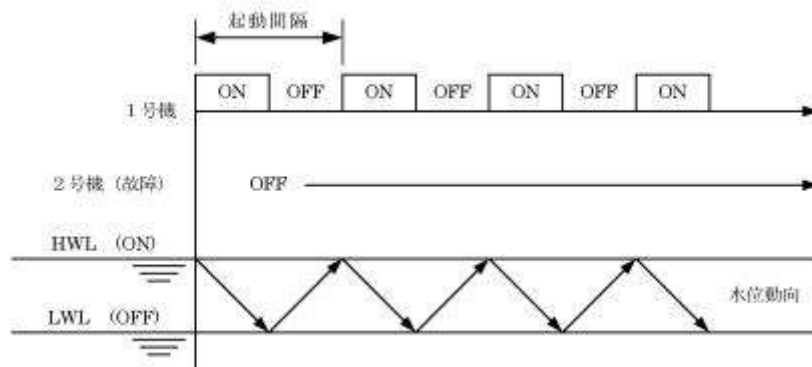 起動間隔
ON OFF ON OFF ON OFF ON
1号機
2号機（故障） OFF
HWL (ON)
水位動向
LWL (OFF)